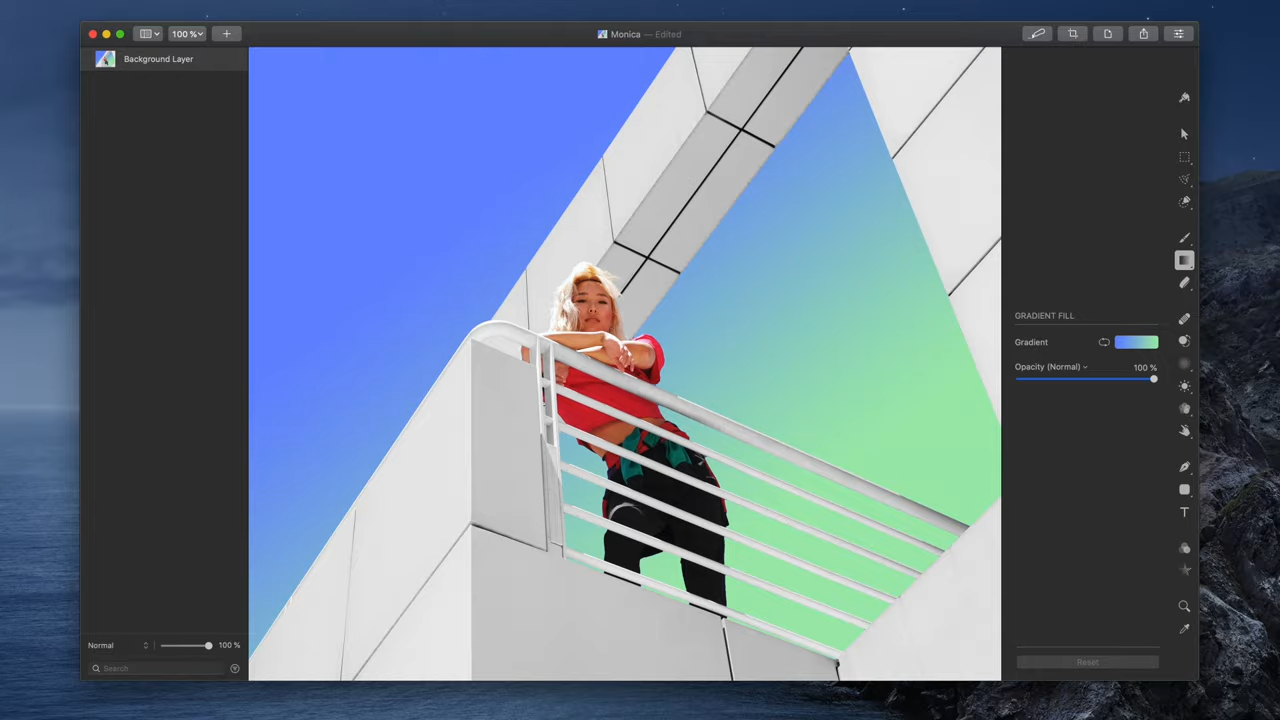 100 %
Monica — Edited
Background Layer
GRADIENT FILL
Gradient
Opacity (Normal)
100 %
T
Normal
100 %
Search
Reset